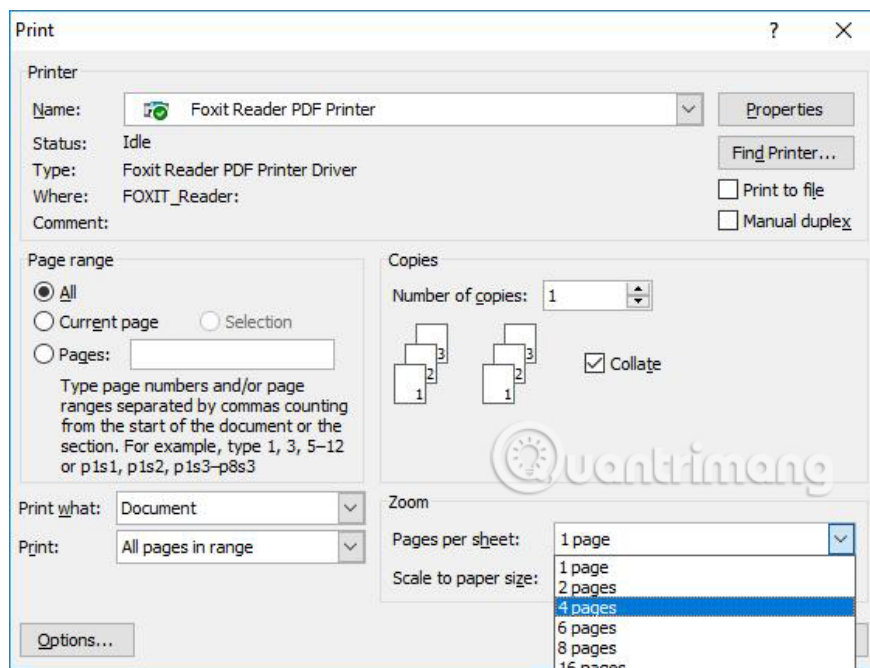 Print
Printer
Name: Foxit Reader PDF Printer Properties
Status: Idle
Find Printer...
Type: Foxit Reader PDF Printer Driver
Where: FOXIT_Reader:
Print to file
Comment:
Manual duplex
Page range
All
Current page Selection
Pages:
Type page numbers and/or page
ranges separated by commas counting
from the start of the document or the
section. For example, type 1, 3, 5–12
or p1s1, p1s2, p1s3–p8s3
Copies
Number of copies: 1
3 3
2 2
1 1
Collate
Quantrimang
Print what: Document
Print: All pages in range
Zoom
Pages per sheet: 1 page
Scale to paper size:
1 page
2 pages
4 pages
6 pages
8 pages
16 pages
Options...